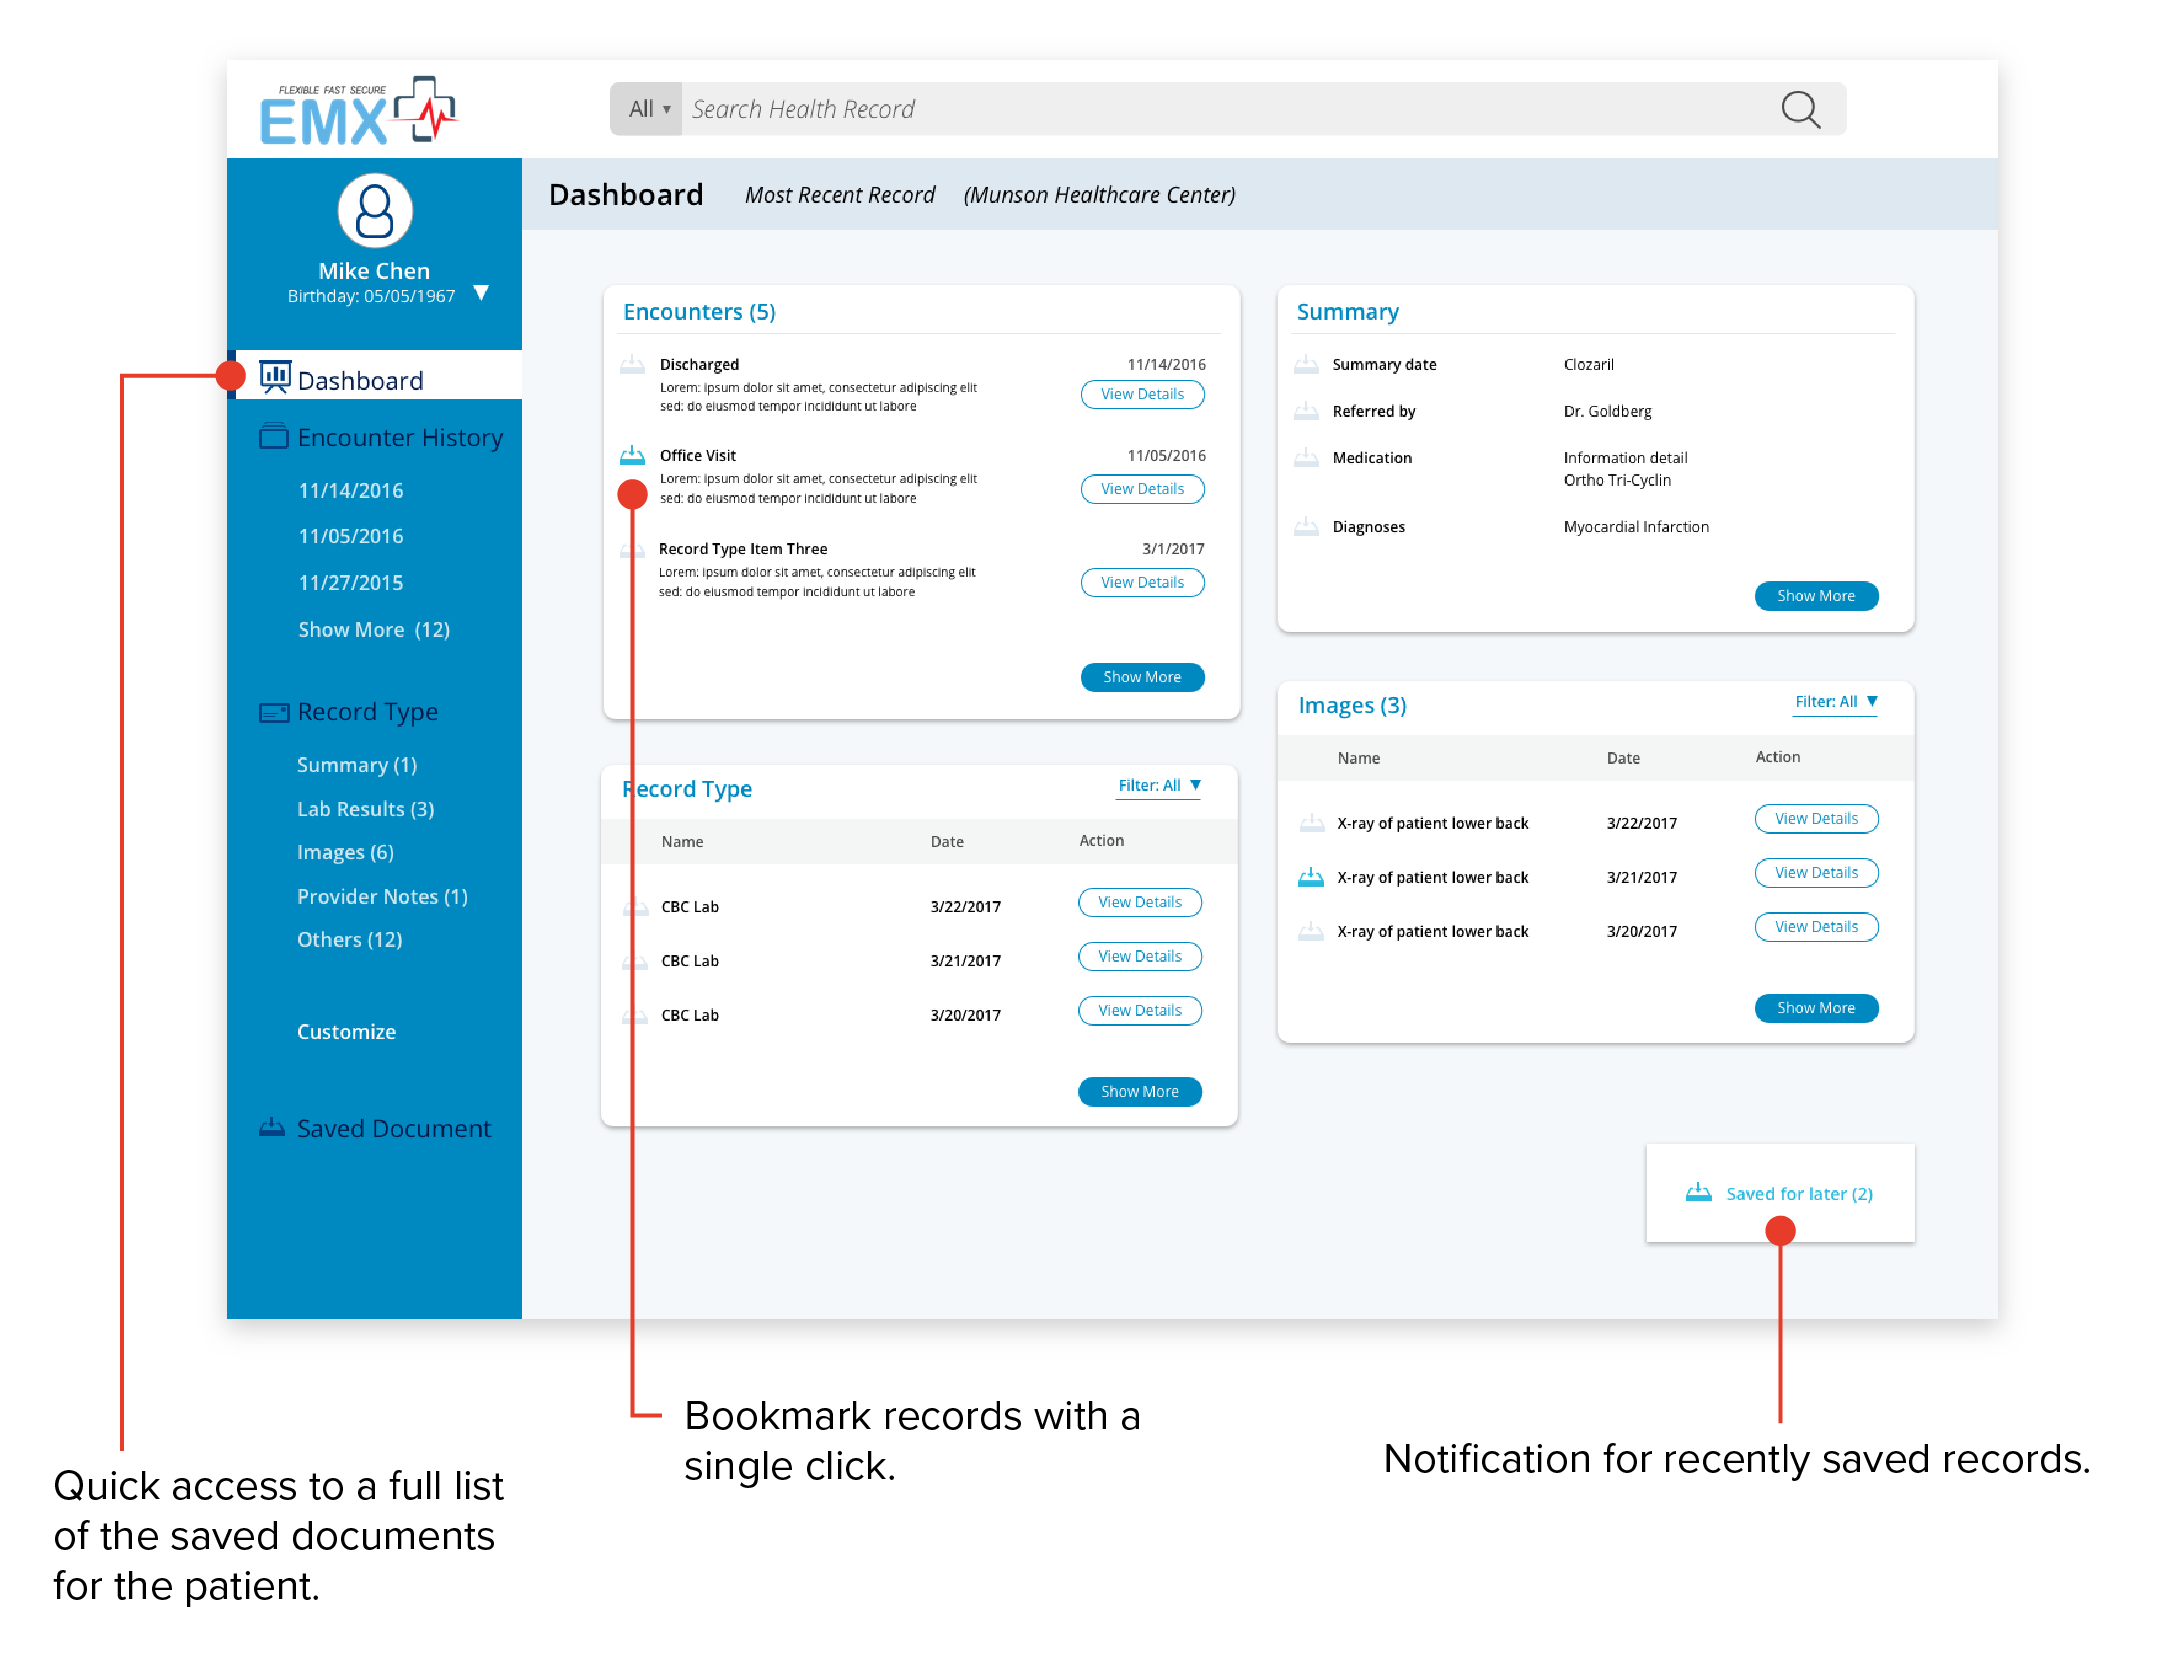 FLEXIBLE FAST SECURE
EMX
All ▾ Search Health Record
Mike Chen
Birthday: 05/05/1967 ▼
Dashboard
Encounter History
11/14/2016
11/05/2016
11/27/2015
Show More (12)
Record Type
Summary (1)
Lab Results (3)
Images (6)
Provider Notes (1)
Others (12)
Customize
Saved Document
Dashboard Most Recent Record (Munson Healthcare Center)
Encounters (5)
Discharged 11/14/2016
Lorem: ipsum dolor sit amet, consectetur adipiscing elit
sed: do eiusmod tempor incididunt ut labore
View Details
Office Visit 11/05/2016
Lorem: ipsum dolor sit amet, consectetur adipiscing elit
sed: do eiusmod tempor incididunt ut labore
View Details
Record Type Item Three 3/1/2017
Lorem: ipsum dolor sit amet, consectetur adipiscing elit
sed: do eiusmod tempor incididunt ut labore
View Details
Show More
Summary
Summary date Clozaril
Referred by Dr. Goldberg
Medication Information detail
Ortho Tri-Cyclin
Diagnoses Myocardial Infarction
Show More
Record Type Filter: All ▼
Name Date Action
CBC Lab 3/22/2017 View Details
CBC Lab 3/21/2017 View Details
CBC Lab 3/20/2017 View Details
Show More
Images (3) Filter: All ▼
Name Date Action
X-ray of patient lower back 3/22/2017 View Details
X-ray of patient lower back 3/21/2017 View Details
X-ray of patient lower back 3/20/2017 View Details
Show More
Saved for later (2)
Quick access to a full list
of the saved documents
for the patient.
Bookmark records with a
single click.
Notification for recently saved records.